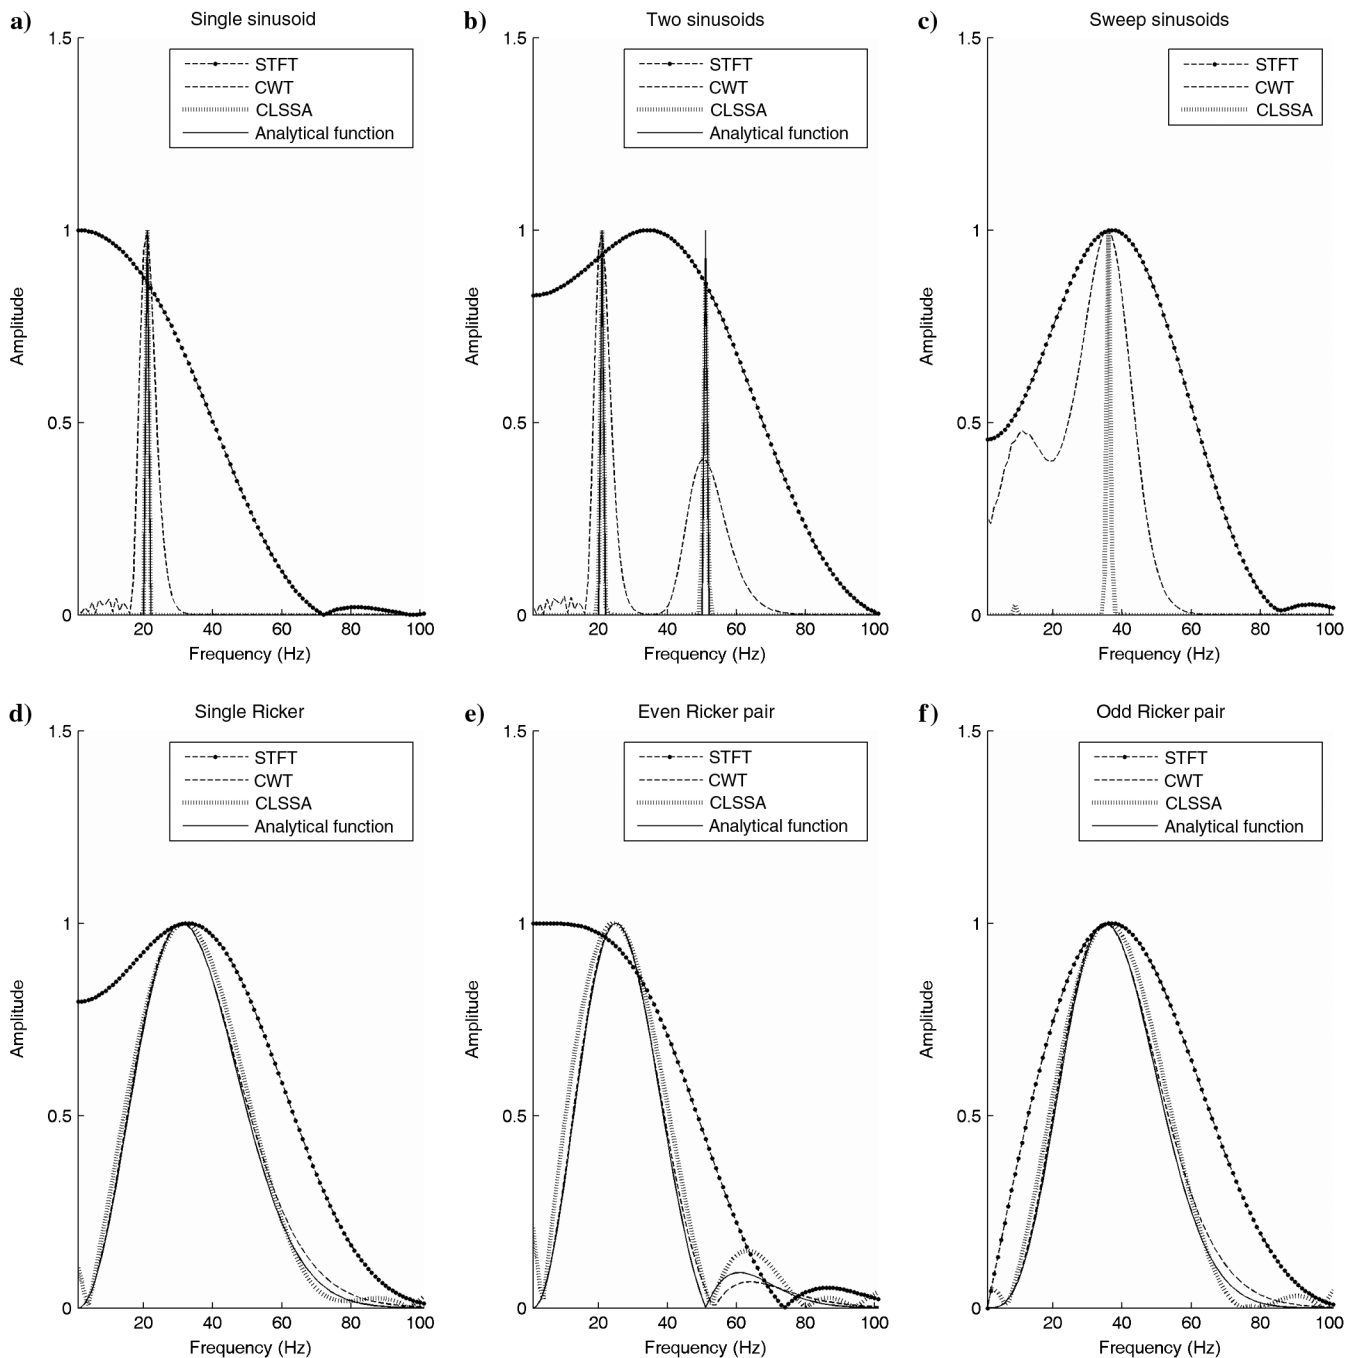 a) Single sinusoid
1.5
1
0.5
0
STFT
CWT
CLSSA
Analytical function
Amplitude
20 40 60 80 100
Frequency (Hz)
b) Two sinusoids
1.5
1
0.5
0
STFT
CWT
CLSSA
Analytical function
Amplitude
20 40 60 80 100
Frequency (Hz)
c) Sweep sinusoids
1.5
1
0.5
0
STFT
CWT
CLSSA
Amplitude
20 40 60 80 100
Frequency (Hz)
d) Single Ricker
1.5
1
0.5
0
STFT
CWT
CLSSA
Analytical function
Amplitude
20 40 60 80 100
Frequency (Hz)
e) Even Ricker pair
1.5
1
0.5
0
STFT
CWT
CLSSA
Analytical function
Amplitude
20 40 60 80 100
Frequency (Hz)
f) Odd Ricker pair
1.5
1
0.5
0
STFT
CWT
CLSSA
Analytical function
Amplitude
20 40 60 80 100
Frequency (Hz)